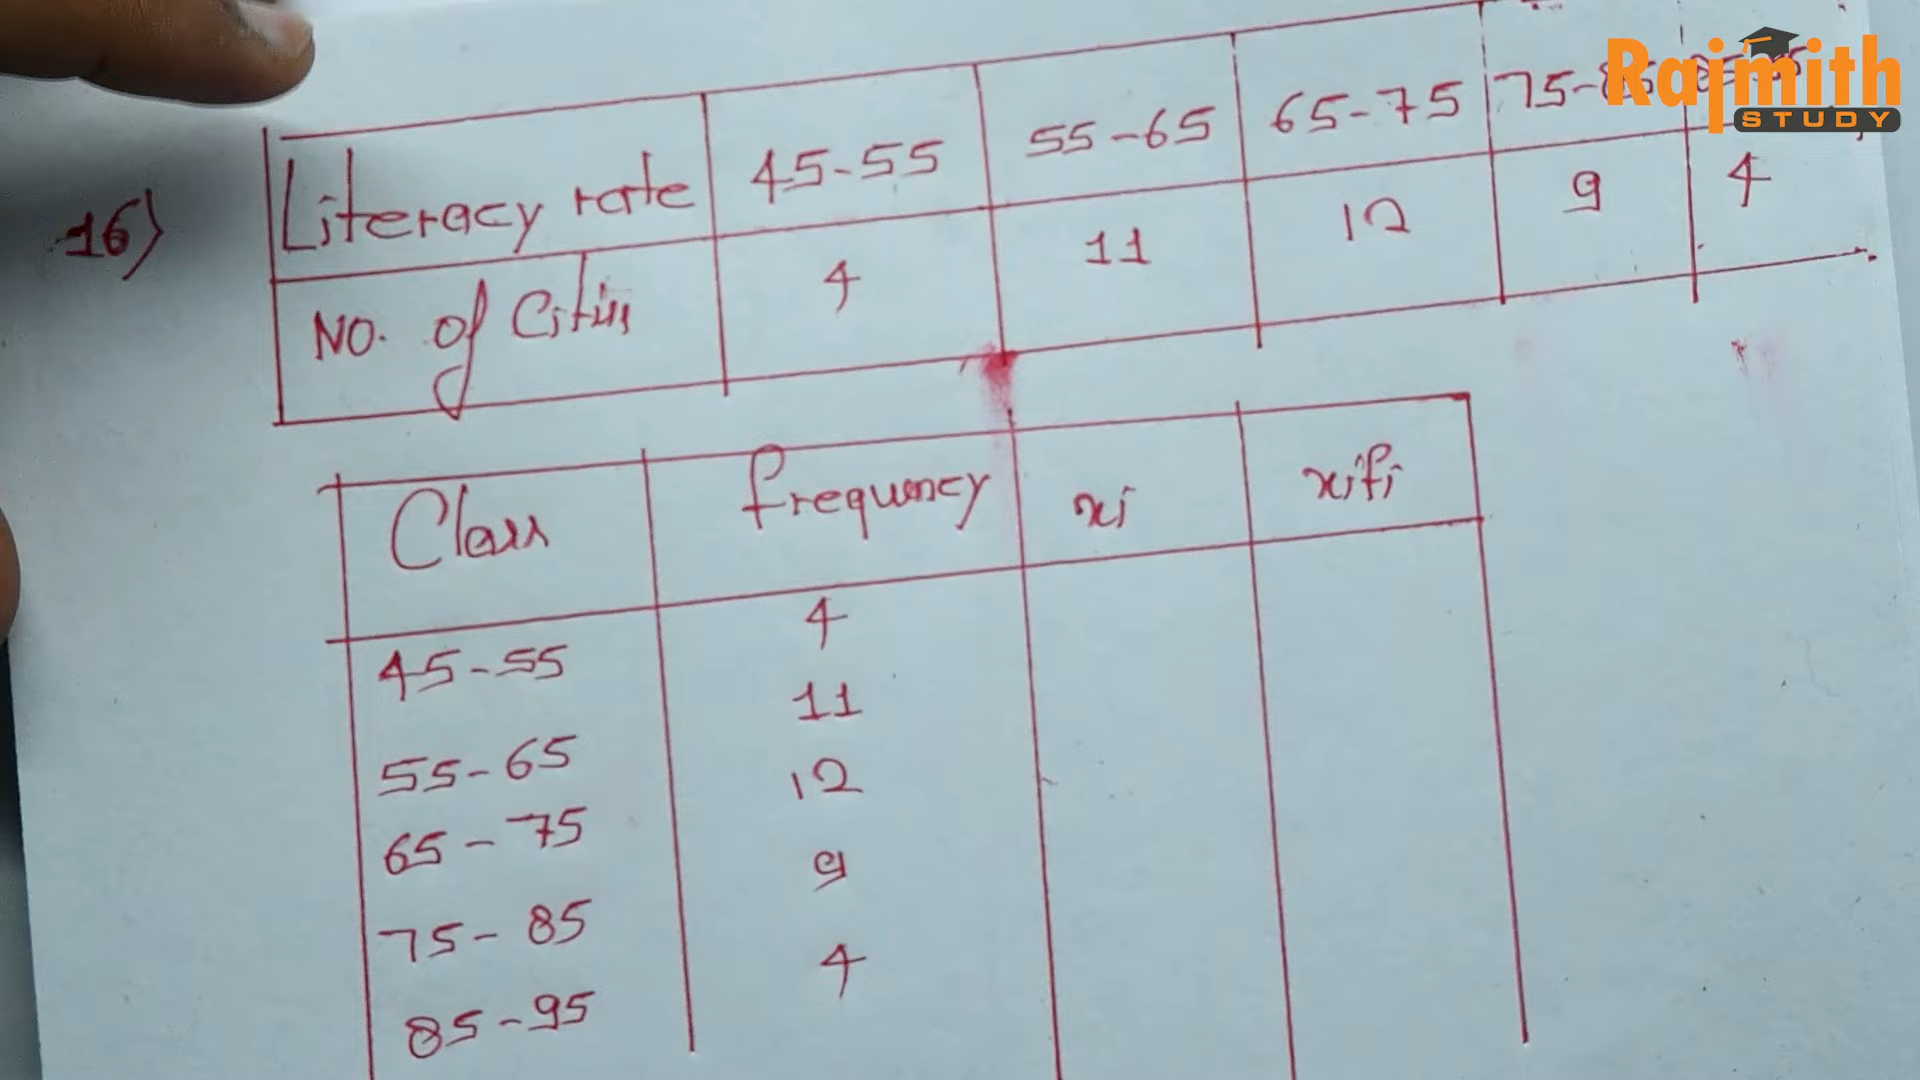 Rajmith
STUDY
16)
Literacy rate 45-55 55-65 65-75 75-85
No. of Cities 4 11 12 9 4
Class frequency xi xifi
45-55 4
55-65 11
65-75 12
75-85 9
85-95 4